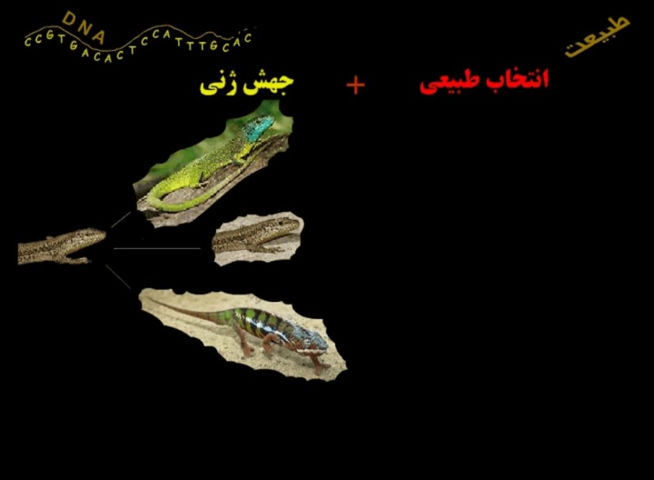 DNA
CCGTGACACTCCATTTGCAC
طبیعت
انتخاب طبیعی + جهش ژنی